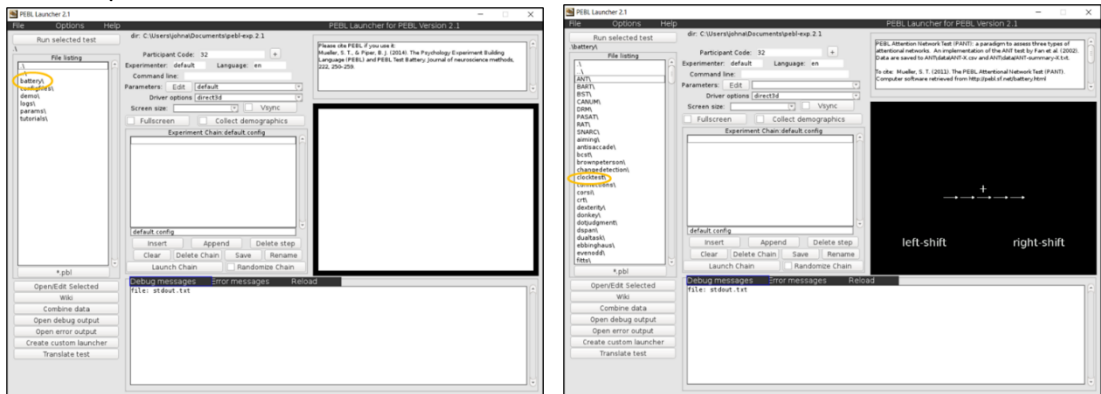 PEBL Launcher 2.1
PEBL Launcher for PEBL Version 2.1
File Options Help
Run selected test
.\
File listing
.\
..\
battery\
demo\
logs\
params\
tutorials\
*.pbl
Open/Edit Selected
Wiki
Combine data
Open debug output
Open error output
Create custom launcher
Translate test
dir: C:\Users\johna\Documents\pebl-exp.2.1
Participant Code: 32 +
Experimenter: default Language: en
Command line:
Parameters: Edit default
Driver options direct3d
Screen size: Vsync
Fullscreen Collect demographics
Experiment Chain:default.config
default.config
Insert Append Delete step
Clear Delete Chain Save Rename
Launch Chain Randomize Chain
Please cite PEBL if you use it:
Mueller, S. T., & Piper, B. J. (2014). The Psychology Experiment Building
Language (PEBL) and PEBL Test Battery. Journal of neuroscience methods,
222, 250-259.
Debug messages Error messages Reload
file: stdout.txt
PEBL Launcher 2.1
PEBL Launcher for PEBL Version 2.1
File Options Help
Run selected test
\battery\
File listing
.\
..\
ANT\
BART\
BST\
CANUM\
DRM\
PASAT\
RAT\
SNARC\
aiming\
antisaccade\
bcst\
brownpeterson\
changedetection\
clocktest\
connections\
corsi\
crt\
dexterity\
donkey\
dotjudgment\
dspan\
dualtask\
ebbinghaus\
evenodd\
fitts\
*.pbl
Open/Edit Selected
Wiki
Combine data
Open debug output
Open error output
Create custom launcher
Translate test
dir: C:\Users\johna\Documents\pebl-exp.2.1
Participant Code: 32 +
Experimenter: default Language: en
Command line:
Parameters: Edit default
Driver options direct3d
Screen size: Vsync
Fullscreen Collect demographics
Experiment Chain:default.config
default.config
Insert Append Delete step
Clear Delete Chain Save Rename
Launch Chain Randomize Chain
PEBL Attention Network Test (PANT): a paradigm to assess three types of
attentional networks. An implementation of the ANT test by Fan et al. (2002)
Data are saved to ANT\data\ANT-#.csv and ANT\data\ANT-summary-#.txt.
To cite: Mueller, S. T. (2011). The PEBL Attentional Network Test (PANT).
Computer software retrieved from http://pebl.sf.net/battery.html
left-shift right-shift
Debug messages Error messages Reload
file: stdout.txt